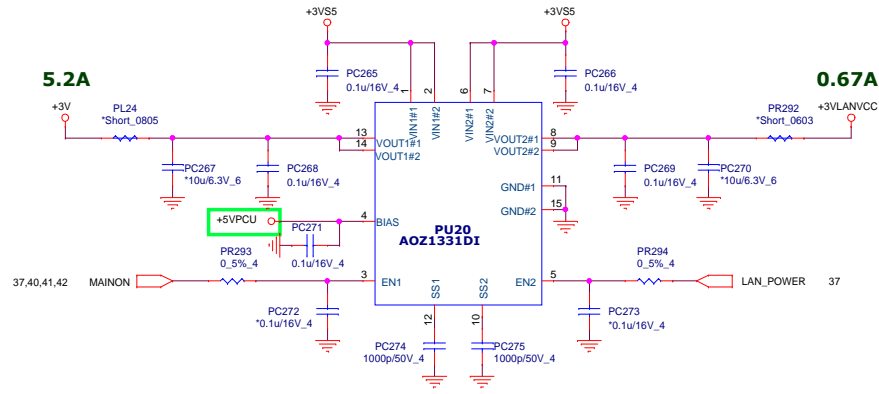 +3VS5
+3VS5
5.2A
0.67A
+3V
+3VLANVCC
PL24
*Short_0805
PR292
*Short_0603
PC265
0.1u/16V_4
PC266
0.1u/16V_4
1
2
6
7
VIN1#1
VIN1#2
VIN2#1
VIN2#2
13
14
VOUT1#1
VOUT1#2
8
9
VOUT2#1
VOUT2#2
PC267
*10u/6.3V_6
PC268
0.1u/16V_4
PC269
0.1u/16V_4
PC270
*10u/6.3V_6
11
GND#1
15
GND#2
+5VPCU
4
BIAS
PC271
0.1u/16V_4
PU20
AOZ1331DI
PR293
0_5%_4
PR294
0_5%_4
37,40,41,42
MAINON
3
EN1
5
EN2
LAN_POWER
37
SS1
SS2
12
10
PC272
*0.1u/16V_4
PC273
*0.1u/16V_4
PC274
1000p/50V_4
PC275
1000p/50V_4